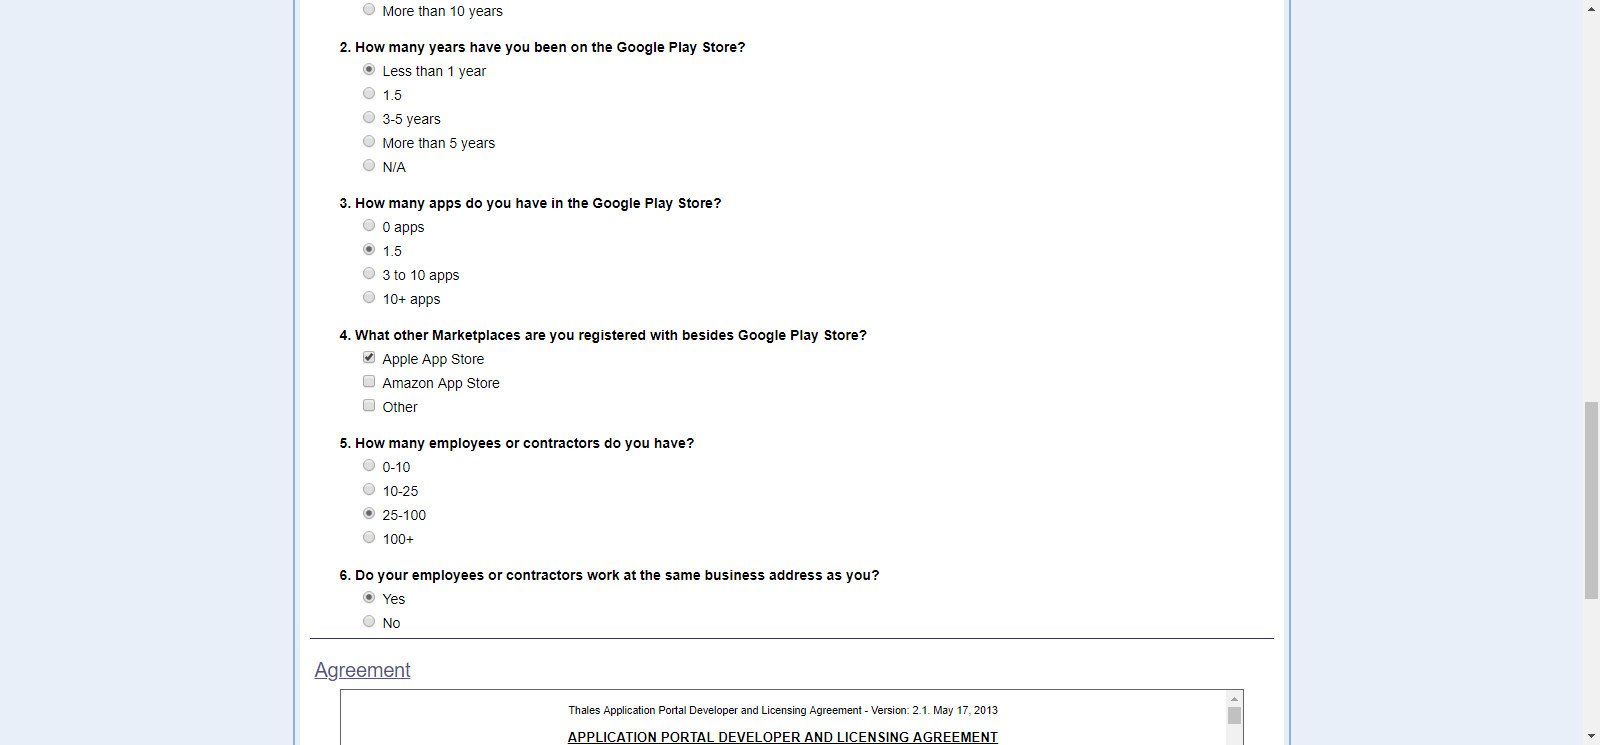 More than 10 years
2. How many years have you been on the Google Play Store?
Less than 1 year
1.5
3-5 years
More than 5 years
N/A
3. How many apps do you have in the Google Play Store?
0 apps
1.5
3 to 10 apps
10+ apps
4. What other Marketplaces are you registered with besides Google Play Store?
Apple App Store
Amazon App Store
Other
5. How many employees or contractors do you have?
0-10
10-25
25-100
100+
6. Do your employees or contractors work at the same business address as you?
Yes
No
Agreement
Thales Application Portal Developer and Licensing Agreement - Version: 2.1. May 17, 2013
APPLICATION PORTAL DEVELOPER AND LICENSING AGREEMENT